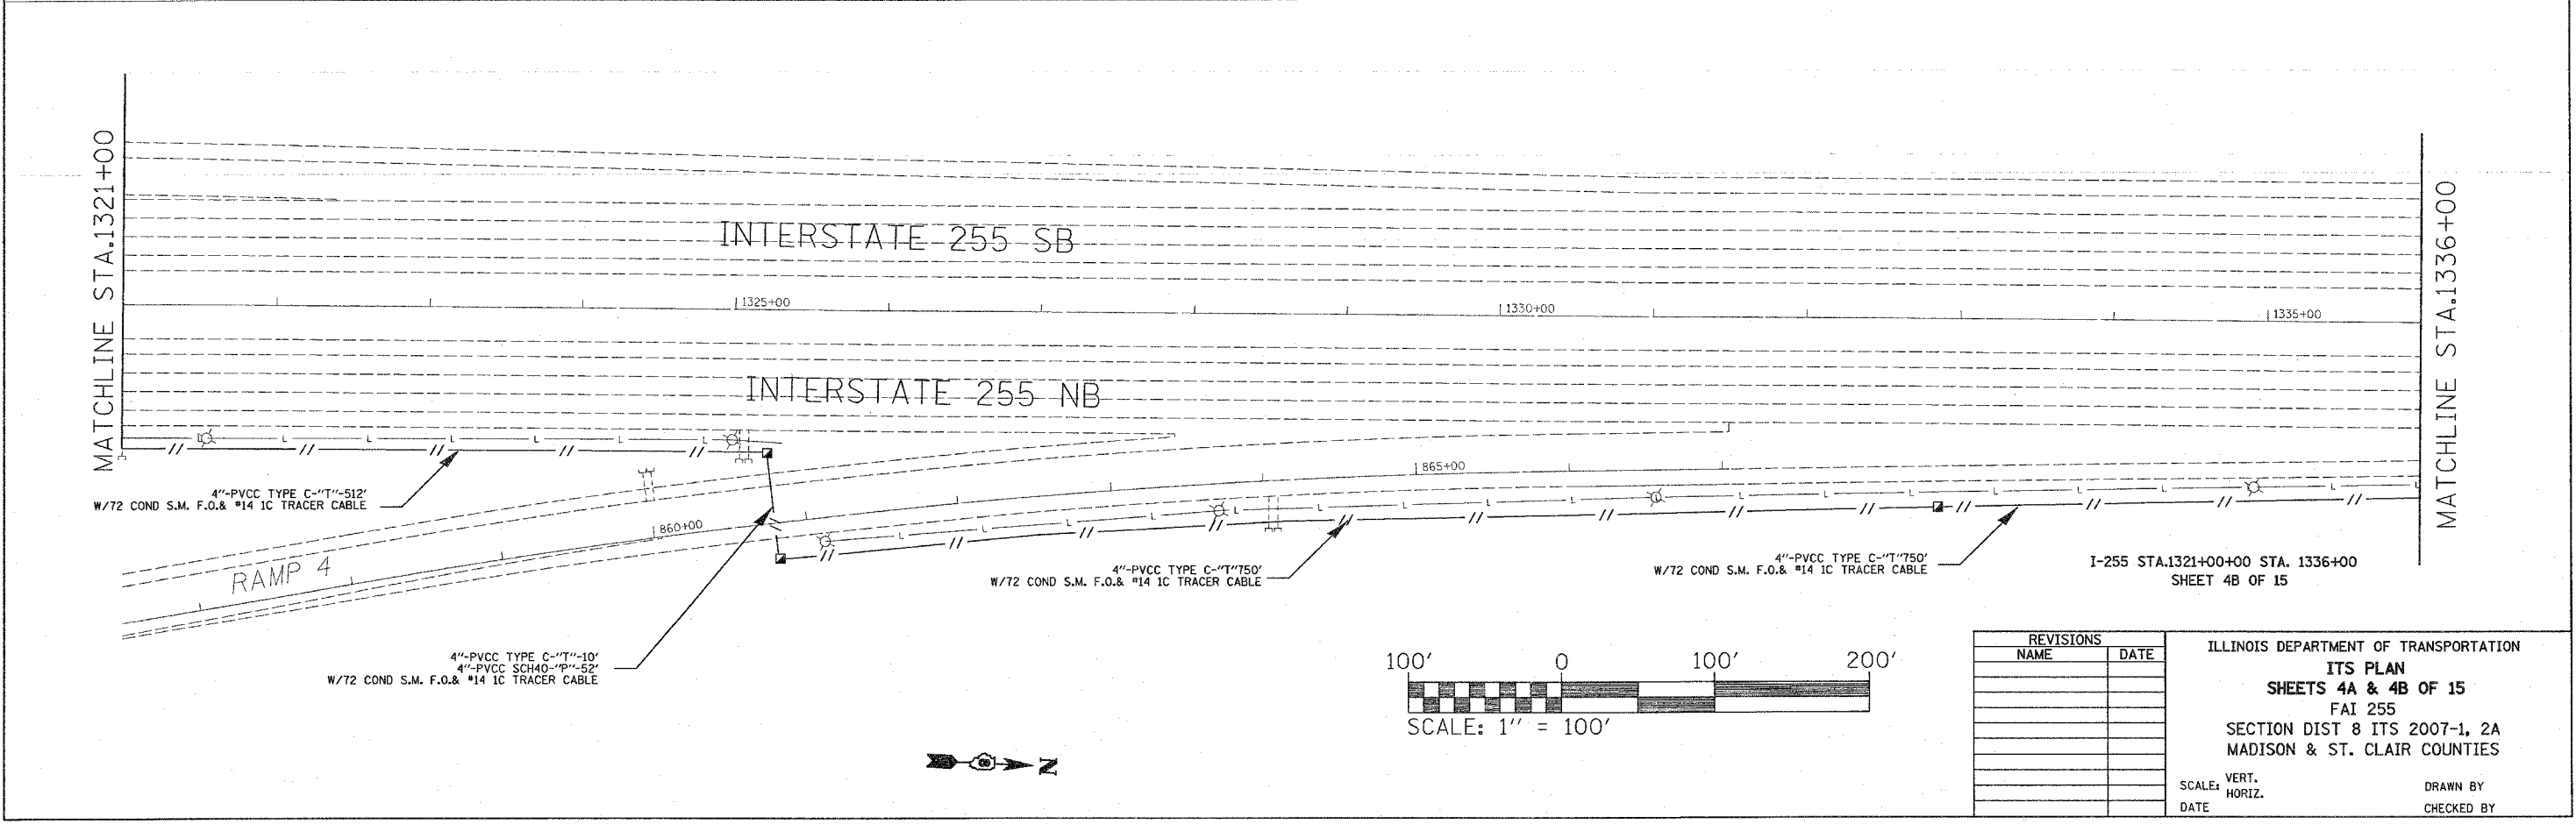 MATCHLINE STA.1321+00
INTERSTATE 255 SB
1325+00
1330+00
1335+00
MATCHLINE STA.1336+00
INTERSTATE 255 NB
865+00
860+00
RAMP 4
4"-PVCC TYPE C-"T"-512'
W/72 COND S.M. F.O.& #14 1C TRACER CABLE
4"-PVCC TYPE C-"T"750'
W/72 COND S.M. F.O.& #14 1C TRACER CABLE
4"-PVCC TYPE C-"T"750'
W/72 COND S.M. F.O.& #14 1C TRACER CABLE
I-255 STA.1321+00+00 STA. 1336+00
SHEET 4B OF 15
4"-PVCC TYPE C-"T"-10'
4"-PVCC SCH40-"P"-52'
W/72 COND S.M. F.O.& #14 1C TRACER CABLE
100' 0 100' 200'
SCALE: 1" = 100'
N
REVISIONS
NAME DATE
ILLINOIS DEPARTMENT OF TRANSPORTATION
ITS PLAN
SHEETS 4A & 4B OF 15
FAI 255
SECTION DIST 8 ITS 2007-1, 2A
MADISON & ST. CLAIR COUNTIES
SCALE: VERT.
HORIZ.
DRAWN BY
DATE
CHECKED BY